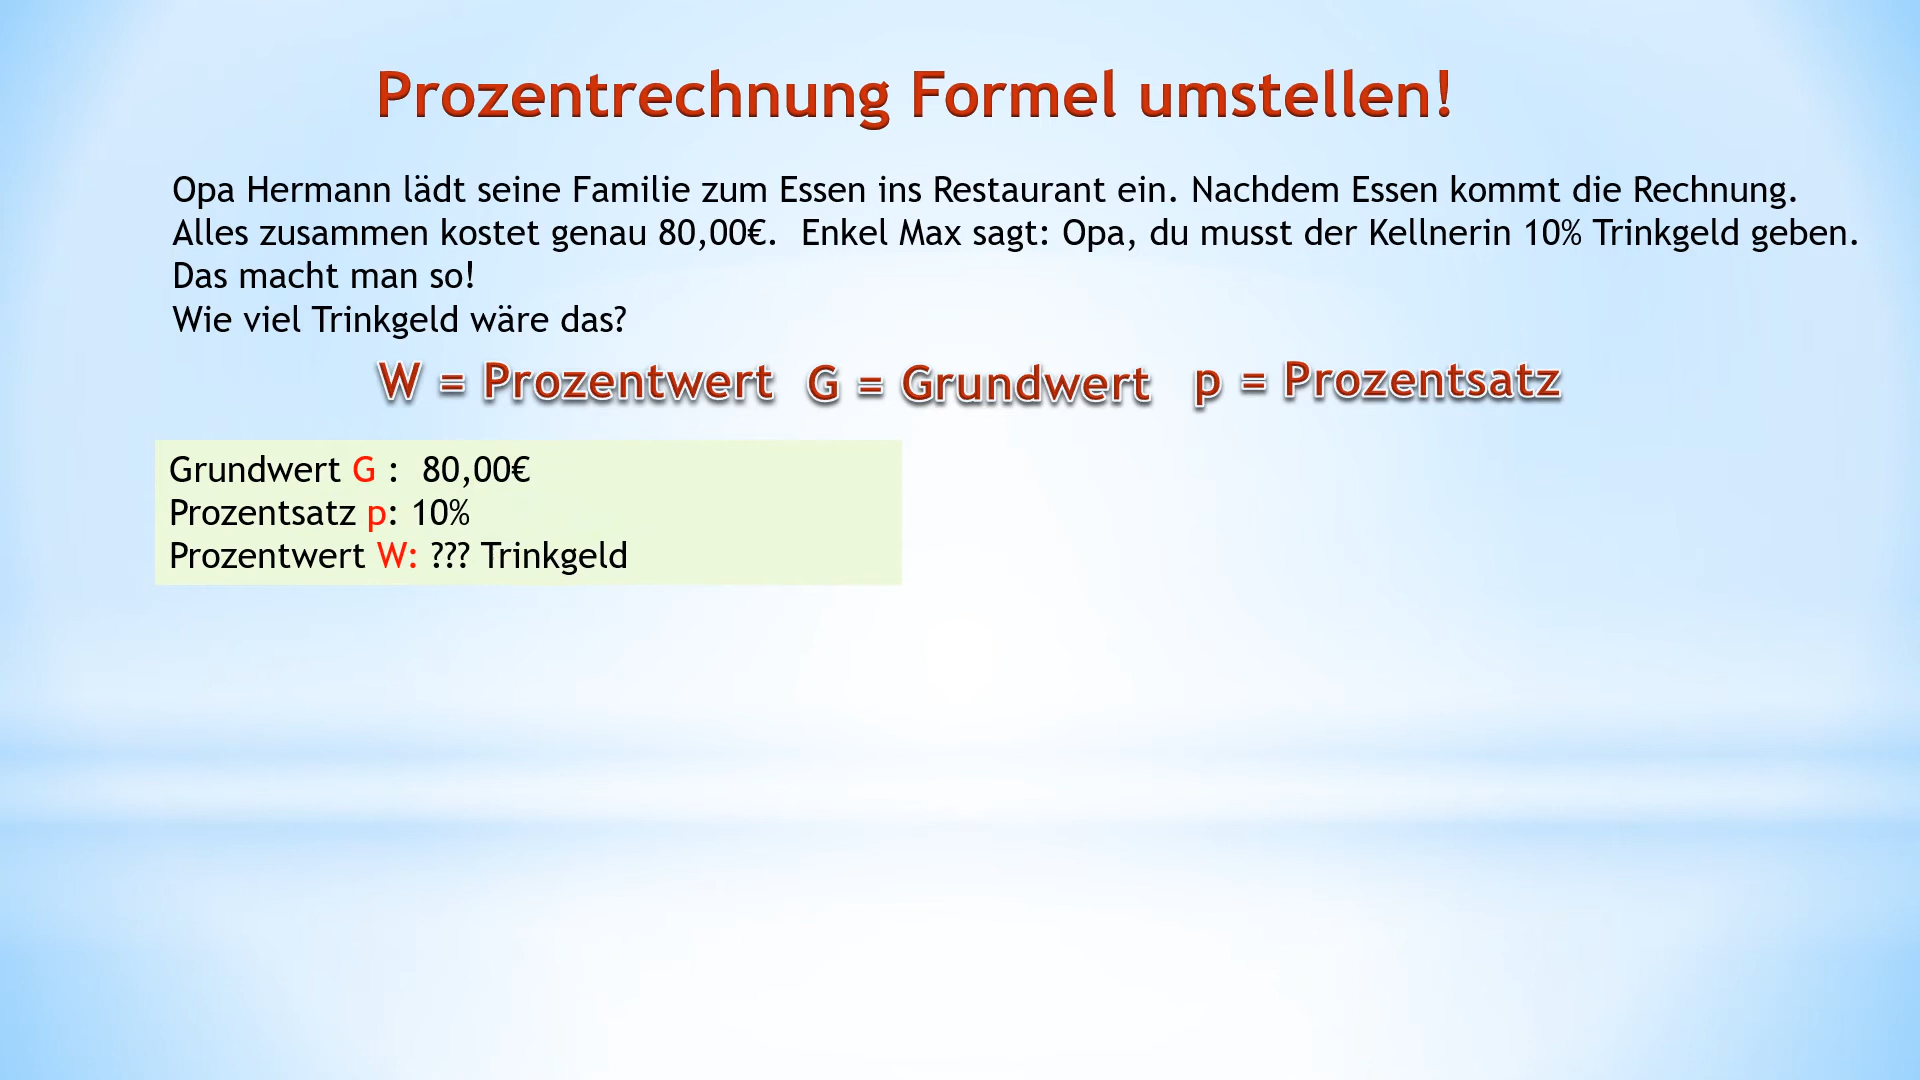 Prozentrechnung Formel umstellen!
Opa Hermann lädt seine Familie zum Essen ins Restaurant ein. Nachdem Essen kommt die Rechnung.
Alles zusammen kostet genau 80,00€.  Enkel Max sagt: Opa, du musst der Kellnerin 10% Trinkgeld geben.
Das macht man so!
Wie viel Trinkgeld wäre das?
W = Prozentwert G = Grundwert p = Prozentsatz
Grundwert G :  80,00€
Prozentsatz p: 10%
Prozentwert W: ??? Trinkgeld